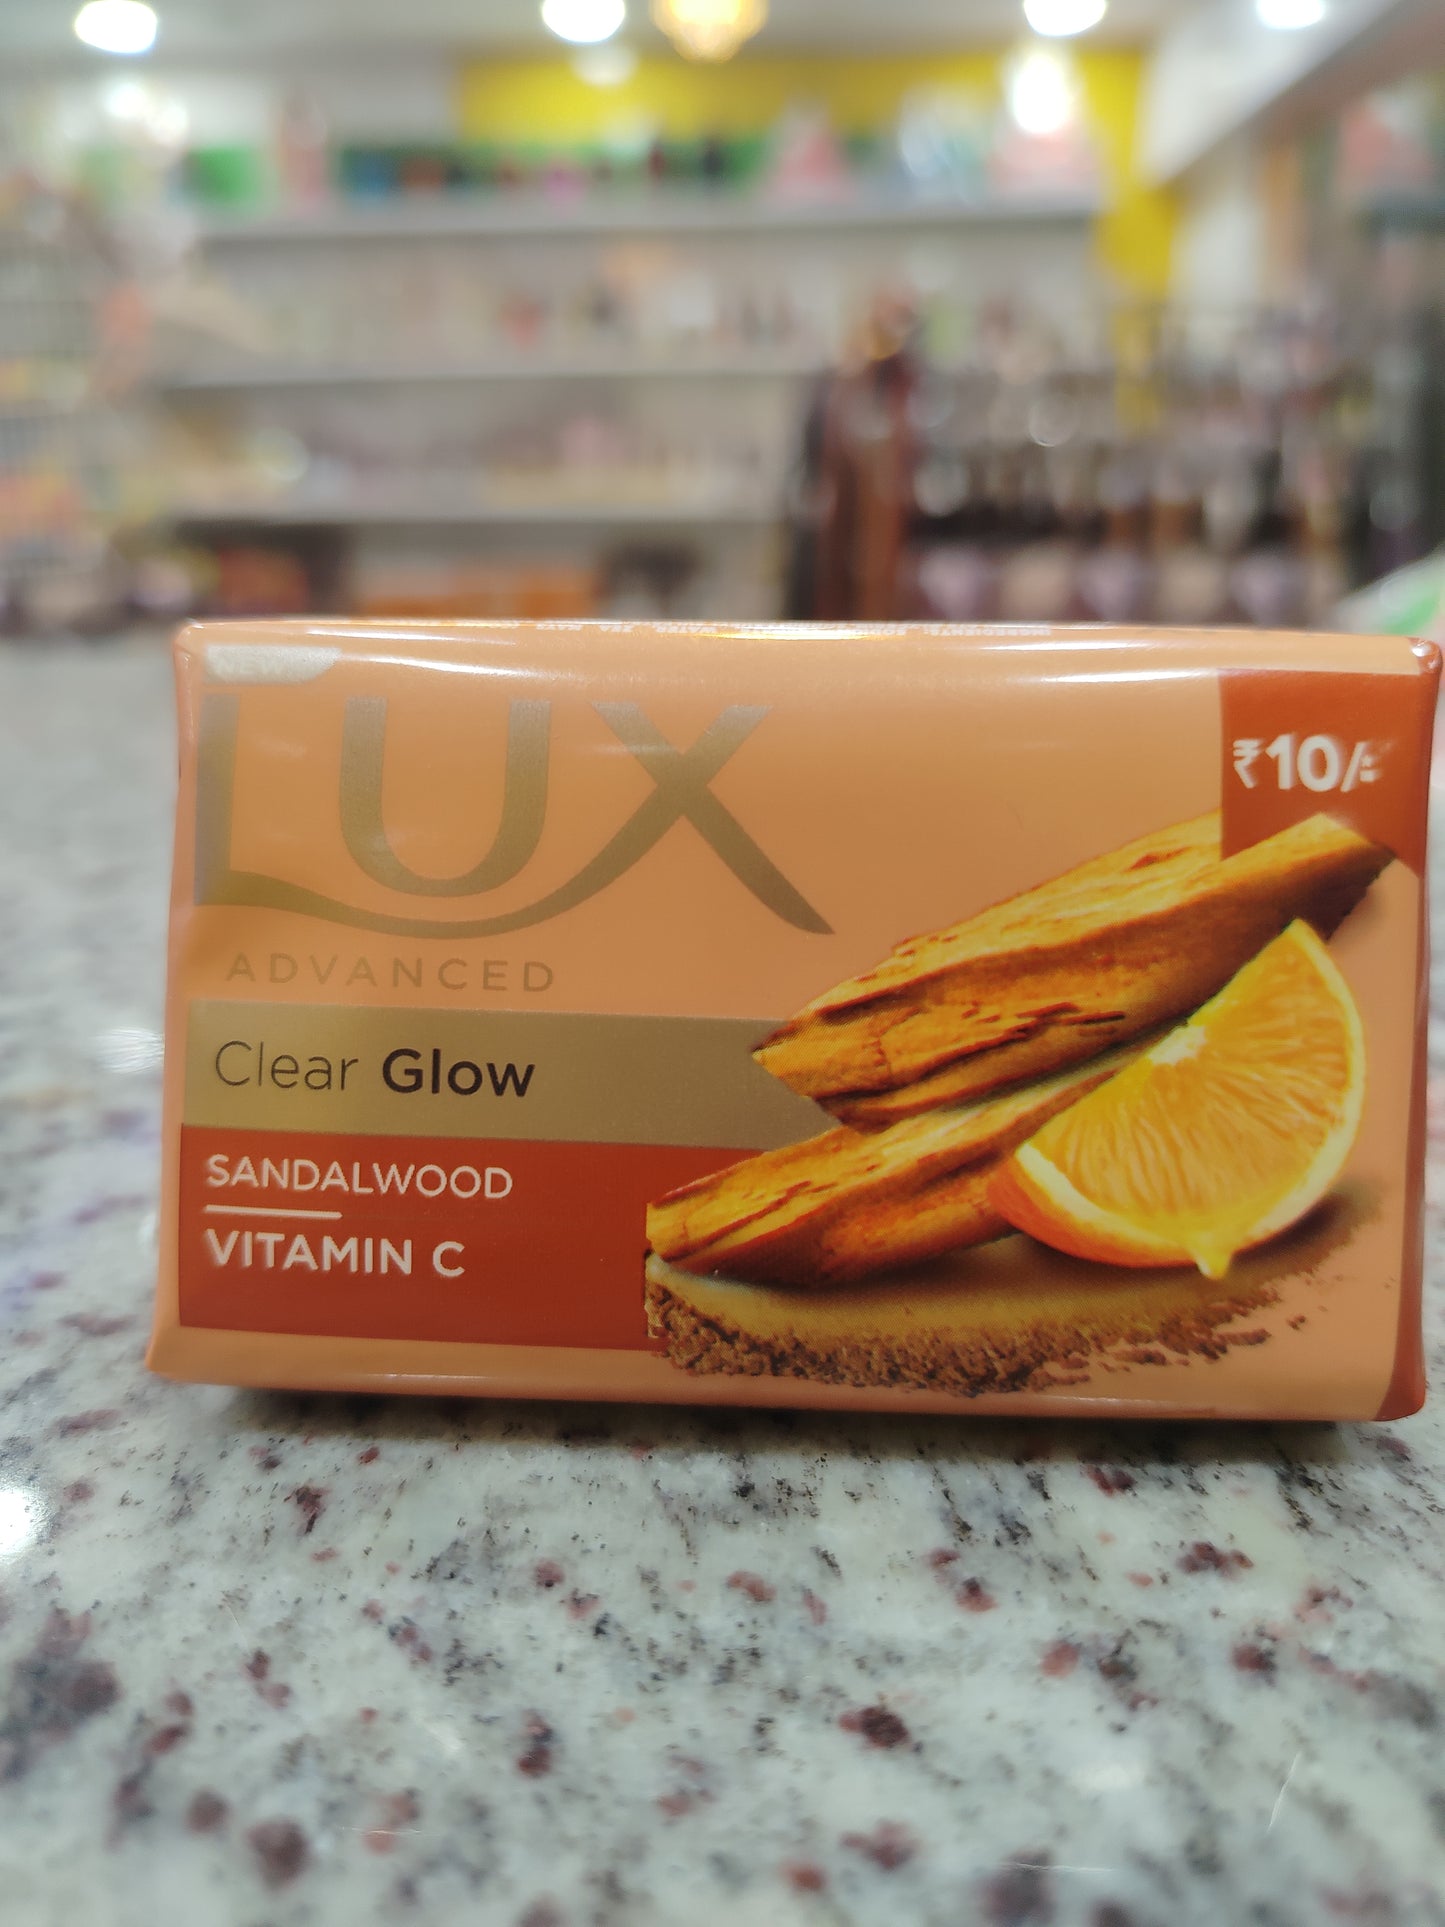 NEW
LUX
ADVANCED
₹10/-
Clear Glow
SANDALWOOD
VITAMIN C